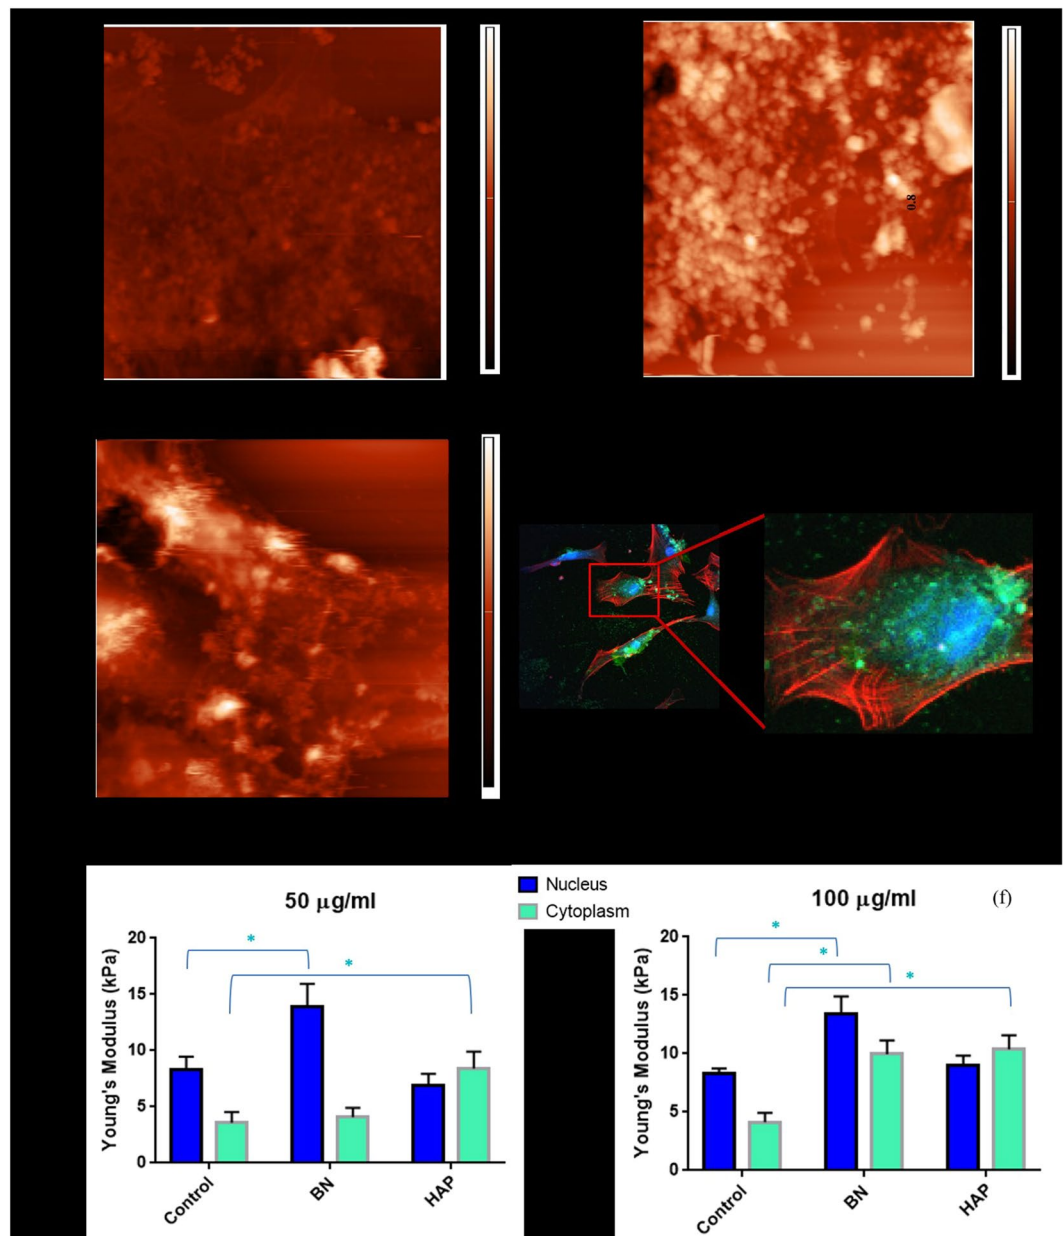 0.8
50 μg/ml
Young's Modulus (kPa)
20
15
10
5
0
Control
BN
HAP
*
*
Nucleus
Cytoplasm
100 μg/ml
(f)
Young's Modulus (kPa)
20
15
10
5
0
Control
BN
HAP
*
*
*